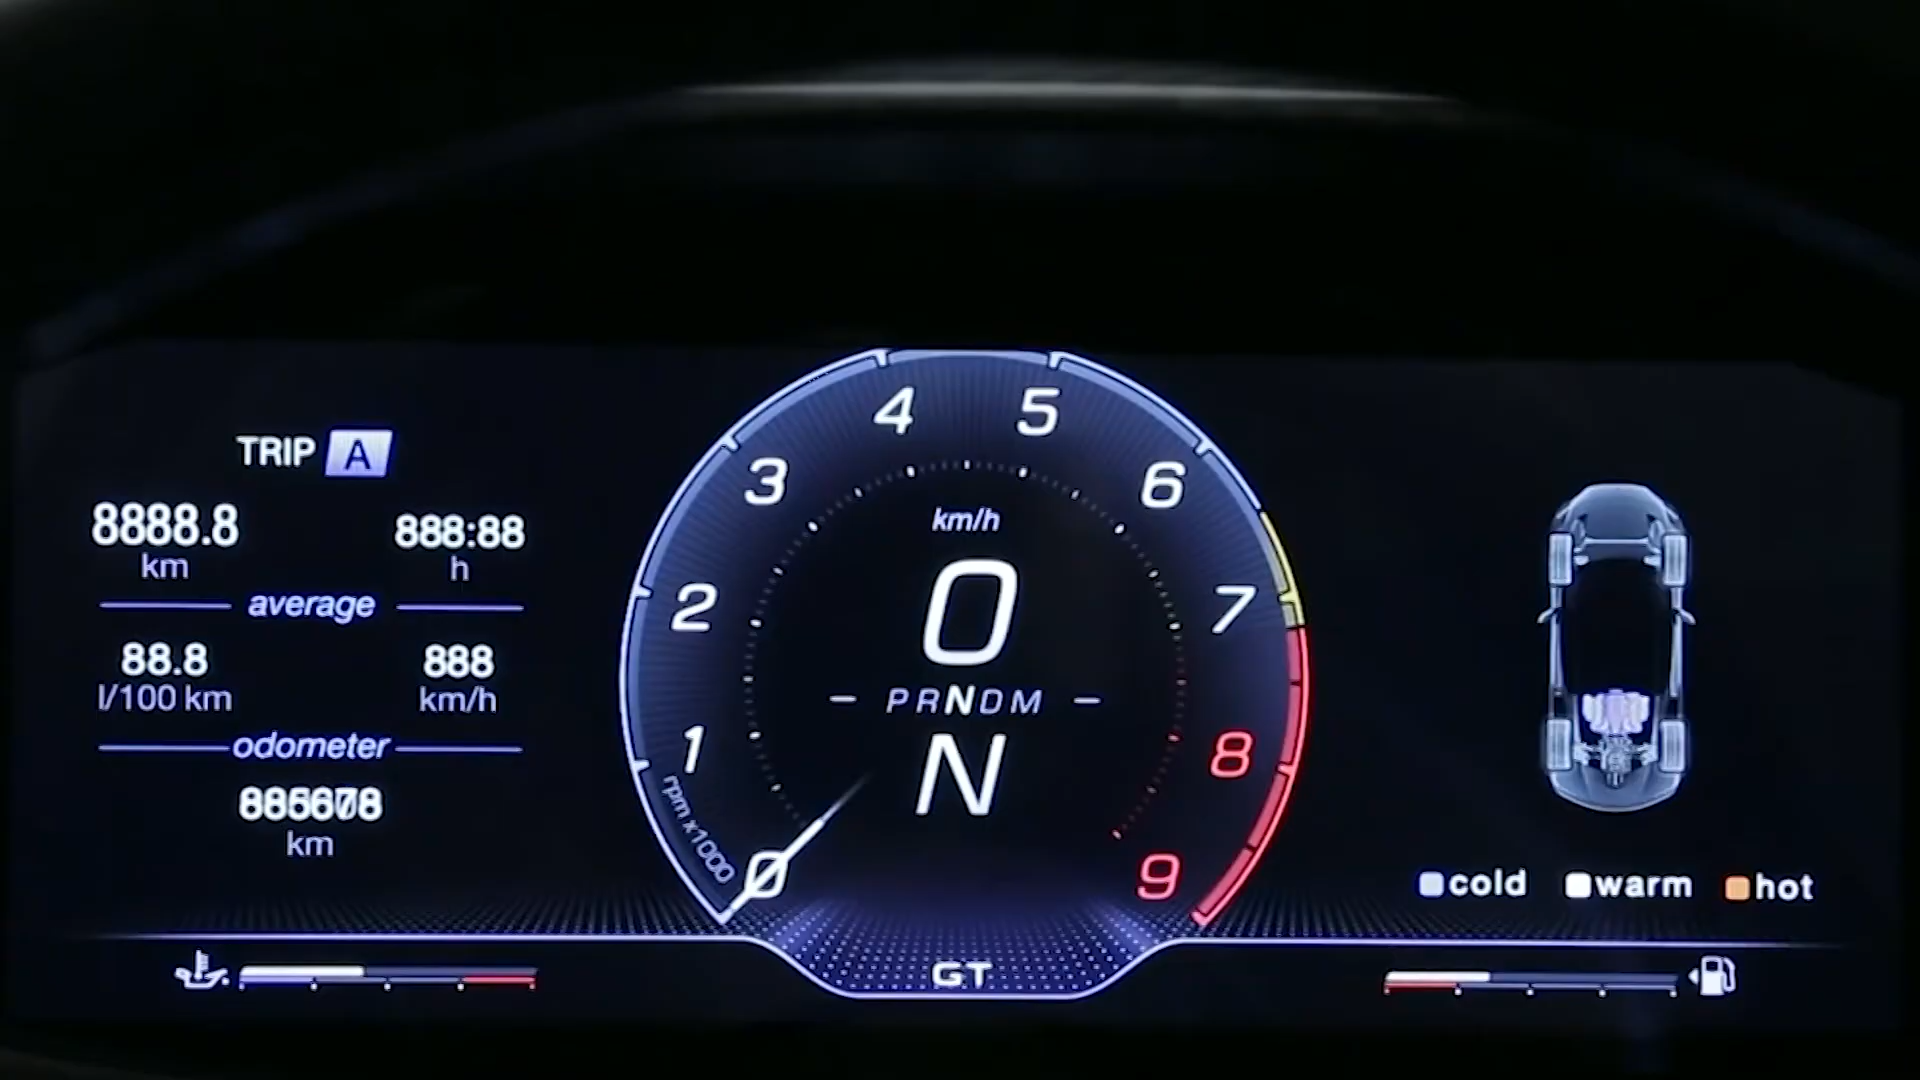 TRIP A
8888.8 888:88
km h
average
88.8 888
l/100 km km/h
odometer
km
rpm x1000
0
1
2
3
4
5
6
7
8
9
km/h
0
PRNDM
N
cold warm hot
GT